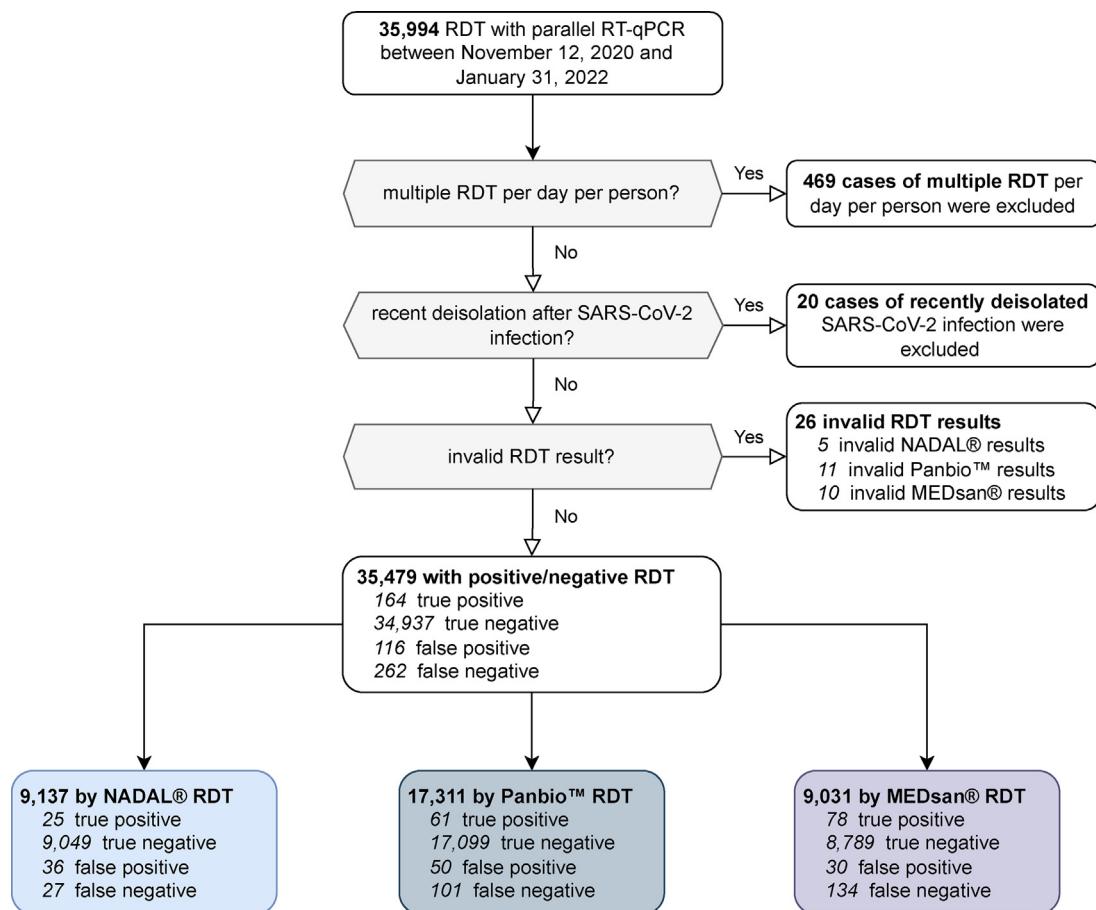 35,994 RDT with parallel RT-qPCR
between November 12, 2020 and
January 31, 2022
multiple RDT per day per person?
Yes
469 cases of multiple RDT per
day per person were excluded
No
recent deisolation after SARS-CoV-2
infection?
Yes
20 cases of recently deisolated
SARS-CoV-2 infection were
excluded
No
invalid RDT result?
Yes
26 invalid RDT results
5 invalid NADAL® results
11 invalid Panbio™ results
10 invalid MEDsan® results
No
35,479 with positive/negative RDT
164 true positive
34,937 true negative
116 false positive
262 false negative
9,137 by NADAL® RDT
25 true positive
9,049 true negative
36 false positive
27 false negative
17,311 by Panbio™ RDT
61 true positive
17,099 true negative
50 false positive
101 false negative
9,031 by MEDsan® RDT
78 true positive
8,789 true negative
30 false positive
134 false negative